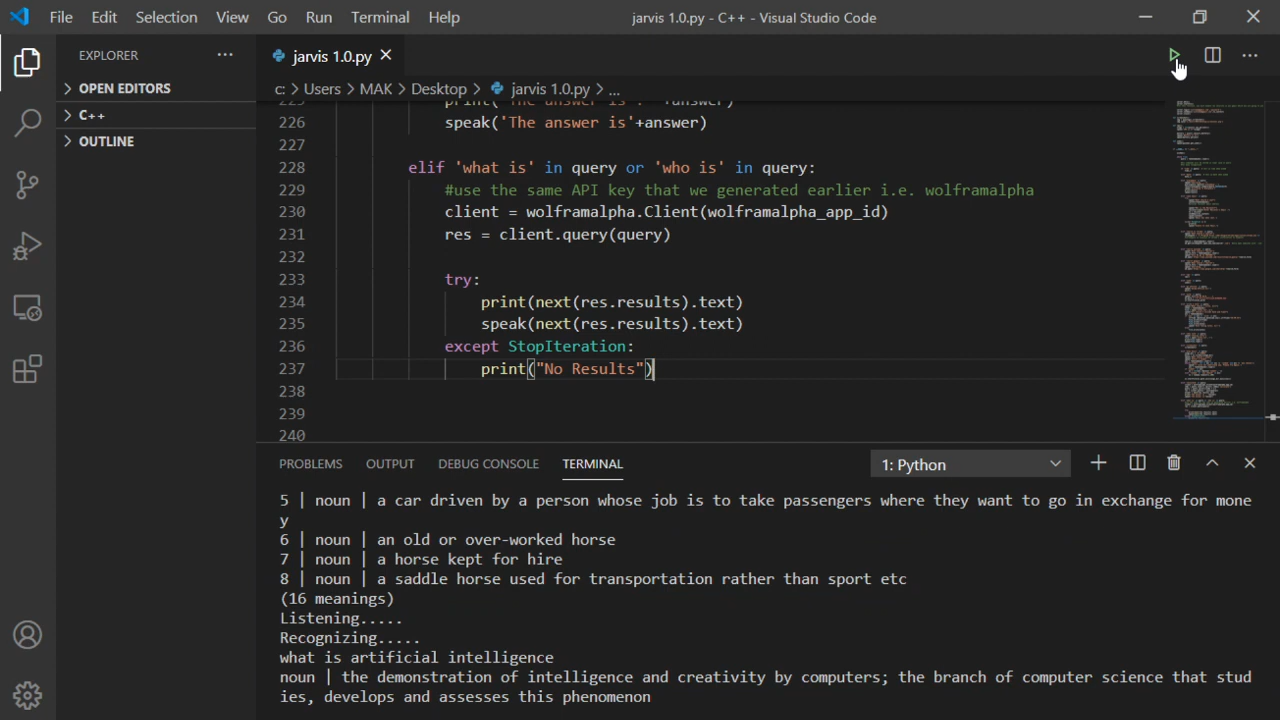 File Edit Selection View Go Run Terminal Help
jarvis 1.0.py - C++ - Visual Studio Code
EXPLORER
OPEN EDITORS
C++
OUTLINE
jarvis 1.0.py
c: > Users > MAK > Desktop > jarvis 1.0.py > ...
225 print('The answer is : '+answer)
226 speak('The answer is'+answer)
227
228 elif 'what is' in query or 'who is' in query:
229 #use the same API key that we generated earlier i.e. wolframalpha
230 client = wolframalpha.Client(wolframalpha_app_id)
231 res = client.query(query)
232
233 try:
234 print(next(res.results).text)
235 speak(next(res.results).text)
236 except StopIteration:
237 print("No Results")
238
239
240
PROBLEMS OUTPUT DEBUG CONSOLE TERMINAL
1: Python
5 | noun | a car driven by a person whose job is to take passengers where they want to go in exchange for mone
y
6 | noun | an old or over-worked horse
7 | noun | a horse kept for hire
8 | noun | a saddle horse used for transportation rather than sport etc
(16 meanings)
Listening.....
Recognizing.....
what is artificial intelligence
noun | the demonstration of intelligence and creativity by computers; the branch of computer science that stud
ies, develops and assesses this phenomenon